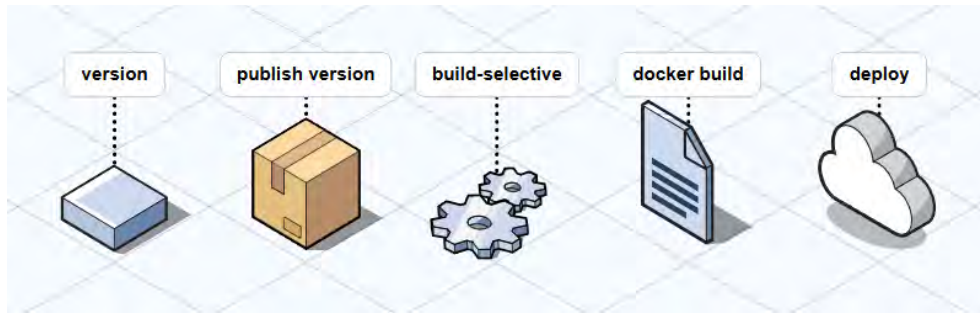 version
publish version
build-selective
docker build
deploy